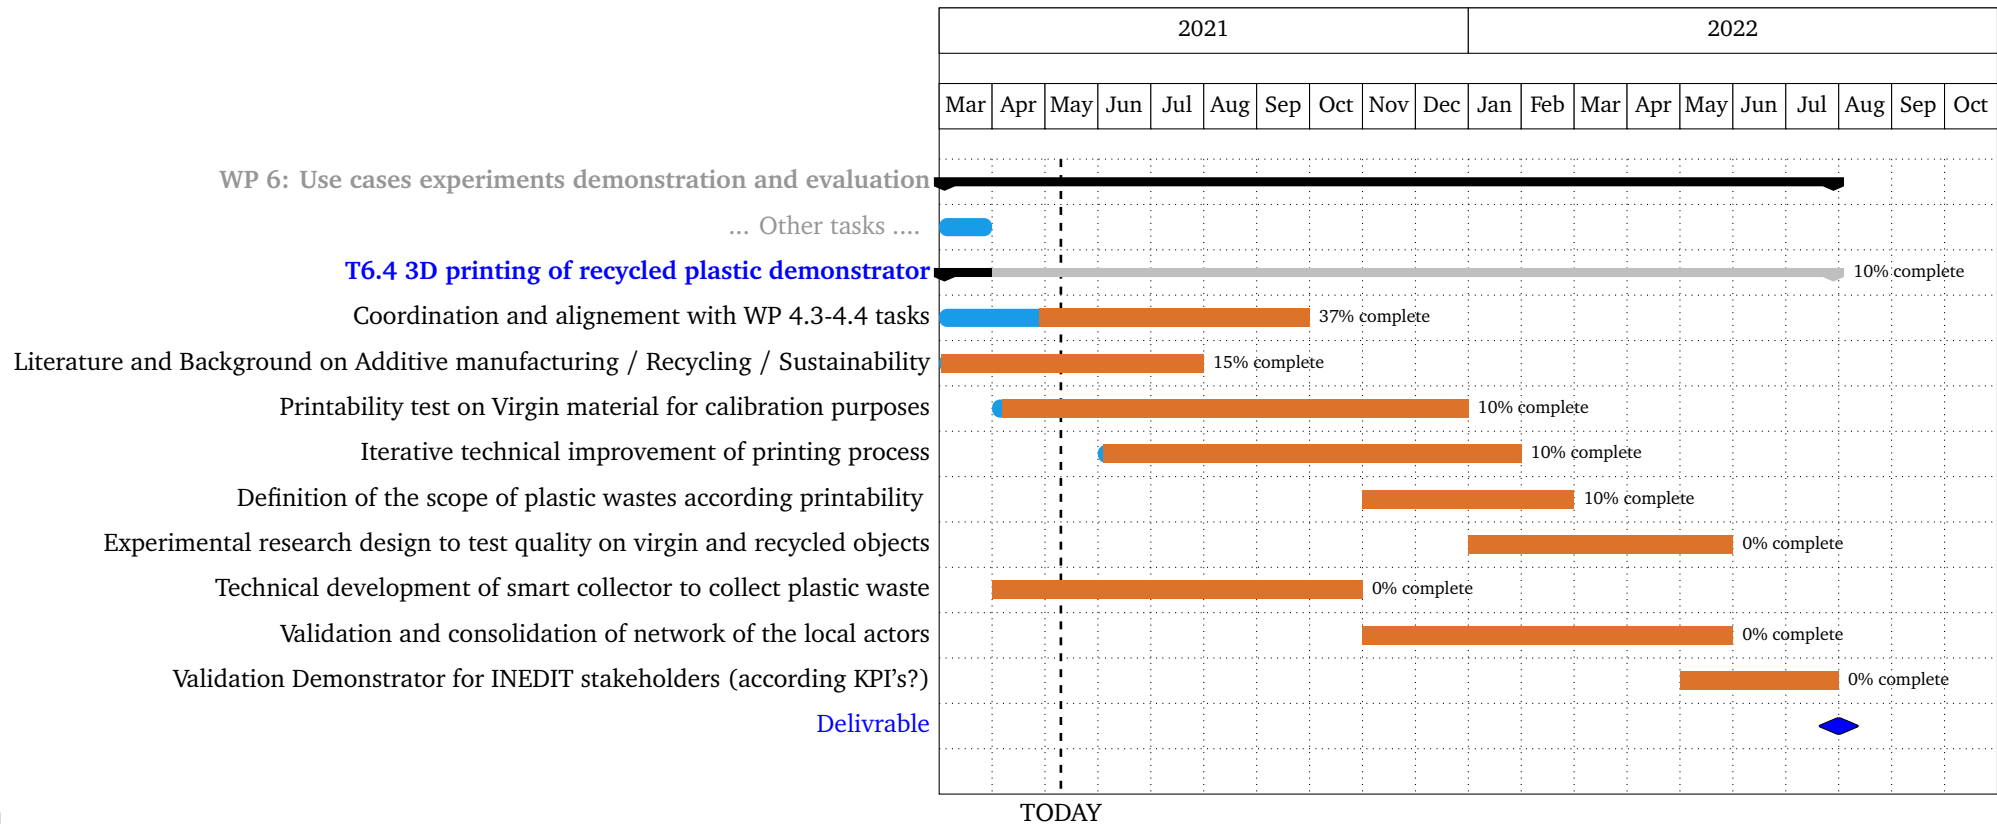 2021 2022
Mar Apr May Jun Jul Aug Sep Oct Nov Dec Jan Feb Mar Apr May Jun Jul Aug Sep Oct
WP 6: Use cases experiments demonstration and evaluation
... Other tasks ....
T6.4 3D printing of recycled plastic demonstrator 10% complete
Coordination and alignement with WP 4.3-4.4 tasks 37% complete
Literature and Background on Additive manufacturing / Recycling / Sustainability 15% complete
Printability test on Virgin material for calibration purposes 10% complete
Iterative technical improvement of printing process 10% complete
Definition of the scope of plastic wastes according printability 10% complete
Experimental research design to test quality on virgin and recycled objects 0% complete
Technical development of smart collector to collect plastic waste 0% complete
Validation and consolidation of network of the local actors 0% complete
Validation Demonstrator for INEDIT stakeholders (according KPI's?) 0% complete
Delivrable
TODAY